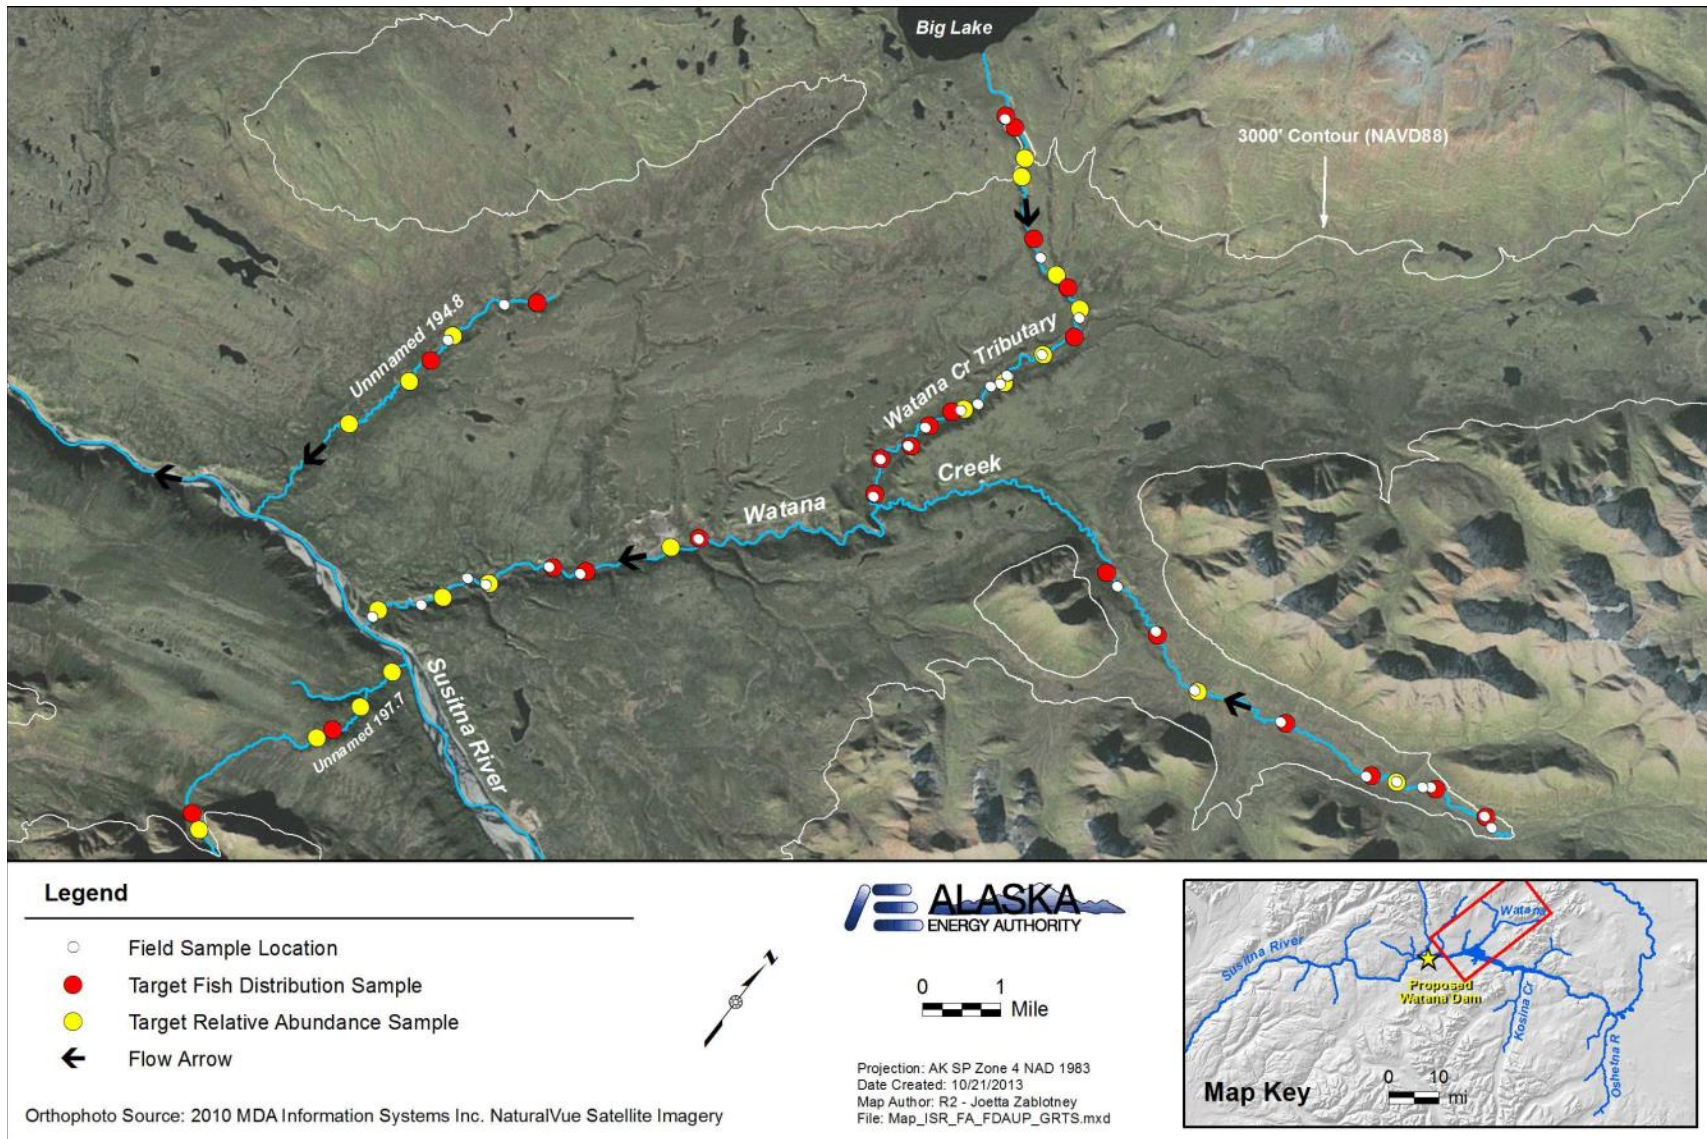 Big Lake
3000' Contour (NAVD88)
Unnnamed 194.8
Watana Cr Tributary
Creek
Watana
Susitna River
Unnamed 197.7
Legend
Field Sample Location
Target Fish Distribution Sample
Target Relative Abundance Sample
Flow Arrow
Orthophoto Source: 2010 MDA Information Systems Inc. NaturalVue Satellite Imagery
N
ALASKA
ENERGY AUTHORITY
0 1
Mile
Projection: AK SP Zone 4 NAD 1983
Date Created: 10/21/2013
Map Author: R2 - Joetta Zablotney
File: Map_ISR_FA_FDAUP_GRTS.mxd
Watana
Susitna River
Proposed
Watana Dam
Kosina Cr
Oshetna R
Map Key
0 10
mi